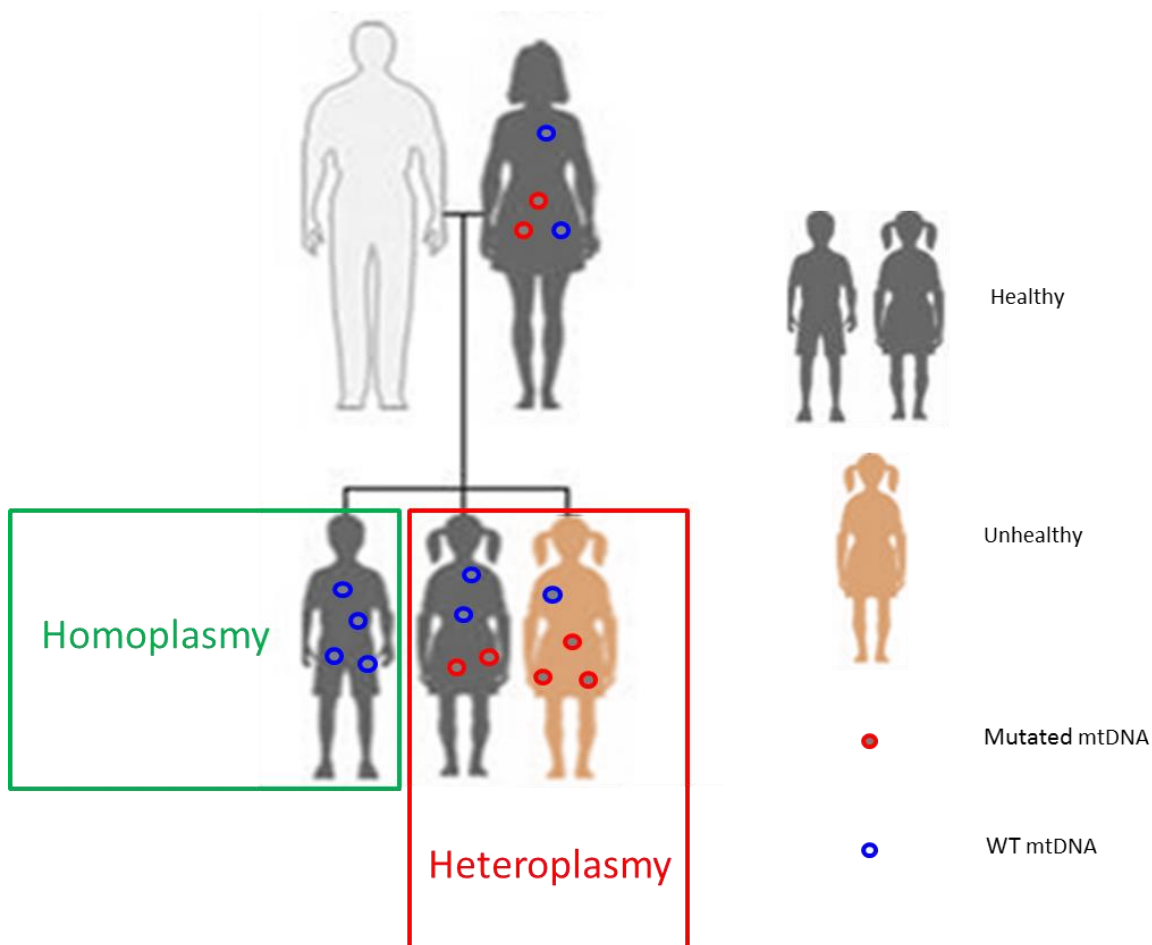 Healthy
Unhealthy
Homoplasmy
Mutated mtDNA
WT mtDNA
Heteroplasmy